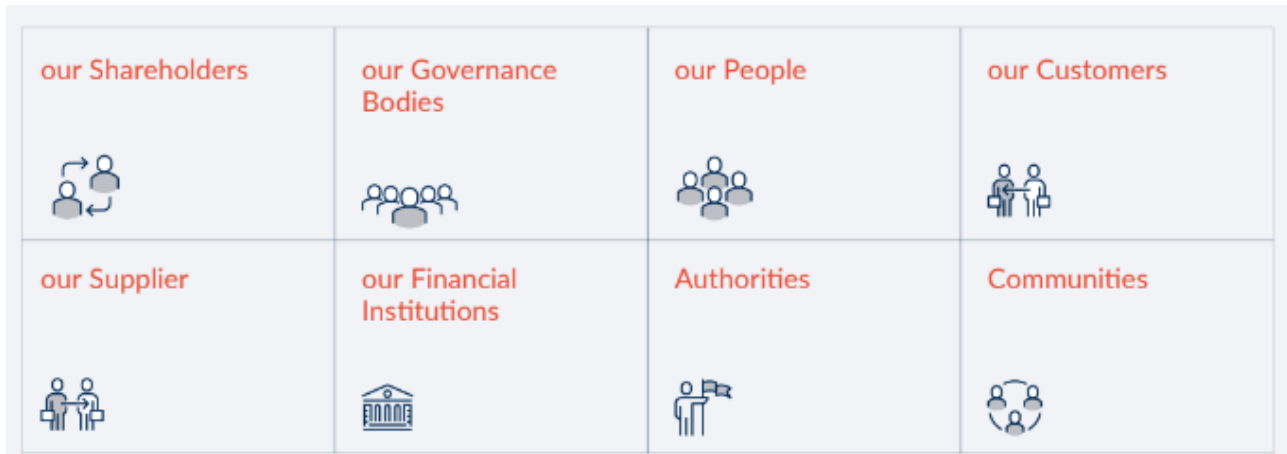 our Shareholders
our Governance
Bodies
our People
our Customers
our Supplier
our Financial
Institutions
Authorities
Communities